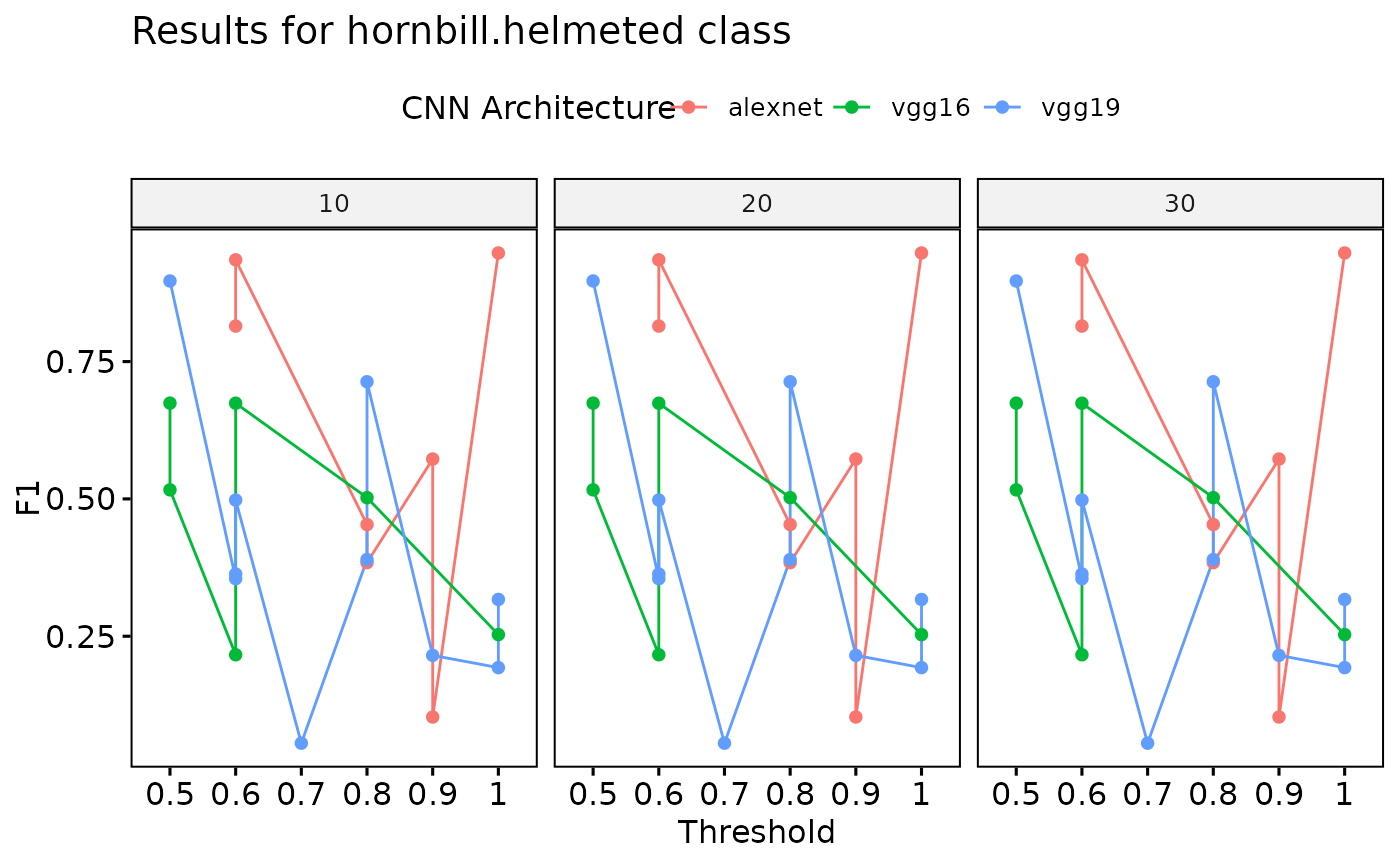 Results for hornbill.helmeted class
CNN Architecture alexnet vgg16 vgg19
10 20 30
0.75
0.50
0.25
F1
0.5 0.6 0.7 0.8 0.9 1 0.5 0.6 0.7 0.8 0.9 1 0.5 0.6 0.7 0.8 0.9 1
Threshold